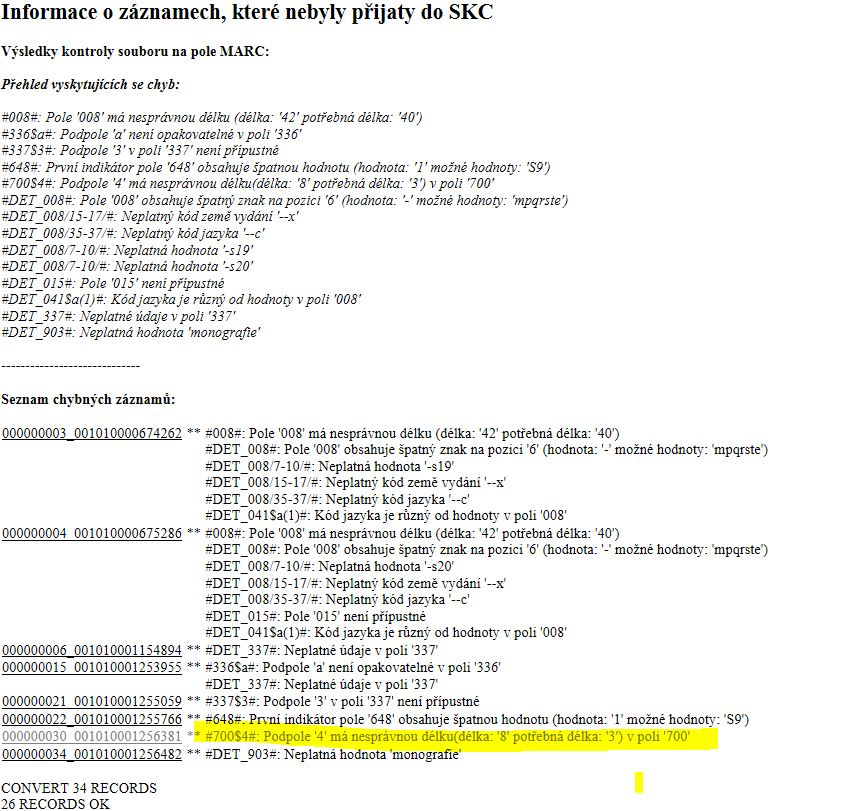 Informace o záznamech, které nebyly přijaty do SKC
Výsledky kontroly souboru na pole MARC:
Přehled vyskytujících se chyb:
#008#: Pole '008' má nesprávnou délku (délka: '42' potřebná délka: '40')
#336$a#: Podpole 'a' není opakovatelné v poli '336'
#337$3#: Podpole '3' v poli '337' není přípustné
#648#: První indikátor pole '648' obsahuje špatnou hodnotu (hodnota: '1' možné hodnoty: 'S9')
#700$4#: Podpole '4' má nesprávnou délku(délka: '8' potřebná délka: '3') v poli '700'
#DET_008#: Pole '008' obsahuje špatný znak na pozici '6' (hodnota: '-' možné hodnoty: 'mpqrste')
#DET_008/15-17/#: Neplatný kód země vydání '--x'
#DET_008/35-37/#: Neplatný kód jazyka '--c'
#DET_008/7-10/#: Neplatná hodnota '-s19'
#DET_008/7-10/#: Neplatná hodnota '-s20'
#DET_015#: Pole '015' není přípustné
#DET_041$a(1)#: Kód jazyka je různý od hodnoty v poli '008'
#DET_337#: Neplatné údaje v poli '337'
#DET_903#: Neplatná hodnota 'monografie'
-----------------------------
Seznam chybných záznamů:
000000003_001010000674262 ** #008#: Pole '008' má nesprávnou délku (délka: '42' potřebná délka: '40')
#DET_008#: Pole '008' obsahuje špatný znak na pozici '6' (hodnota: '-' možné hodnoty: 'mpqrste')
#DET_008/7-10/#: Neplatná hodnota '-s19'
#DET_008/15-17/#: Neplatný kód země vydání '--x'
#DET_008/35-37/#: Neplatný kód jazyka '--c'
#DET_041$a(1)#: Kód jazyka je různý od hodnoty v poli '008'
000000004_001010000675286 ** #008#: Pole '008' má nesprávnou délku (délka: '42' potřebná délka: '40')
#DET_008#: Pole '008' obsahuje špatný znak na pozici '6' (hodnota: '-' možné hodnoty: 'mpqrste')
#DET_008/7-10/#: Neplatná hodnota '-s20'
#DET_008/15-17/#: Neplatný kód země vydání '--x'
#DET_008/35-37/#: Neplatný kód jazyka '--c'
#DET_015#: Pole '015' není přípustné
#DET_041$a(1)#: Kód jazyka je různý od hodnoty v poli '008'
000000006_001010001154894 ** #DET_337#: Neplatné údaje v poli '337'
000000015_001010001253955 ** #336$a#: Podpole 'a' není opakovatelné v poli '336'
#DET_337#: Neplatné údaje v poli '337'
000000021_001010001255059 ** #337$3#: Podpole '3' v poli '337' není přípustné
000000022_001010001255766 ** #648#: První indikátor pole '648' obsahuje špatnou hodnotu (hodnota: '1' možné hodnoty: 'S9')
000000030_001010001256381 ** #700$4#: Podpole '4' má nesprávnou délku(délka: '8' potřebná délka: '3') v poli '700'
000000034_001010001256482 ** #DET_903#: Neplatná hodnota 'monografie'
CONVERT 34 RECORDS
26 RECORDS OK